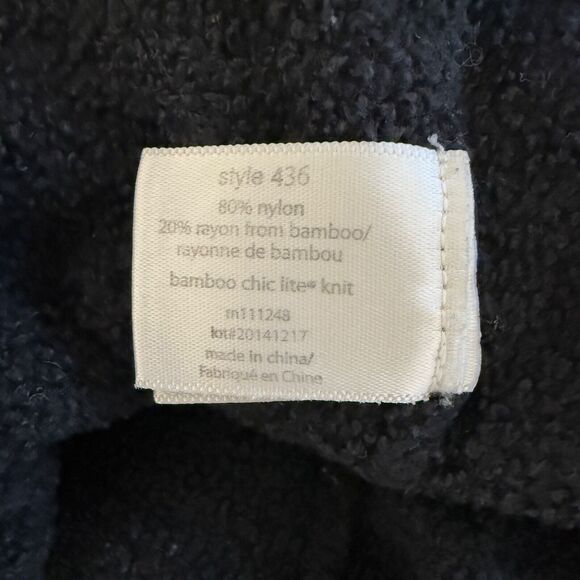 style 436
80% nylon
20% rayon from bamboo/
rayonne de bambou
bamboo chic lite® knit
rn111248
lot#20141217
made in china/
Fabriqué en Chine